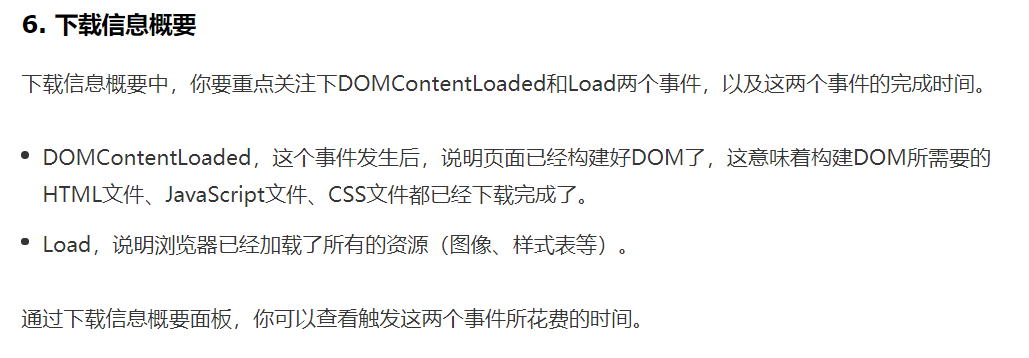 6. 下载信息概要
下载信息概要中，你要重点关注下DOMContentLoaded和Load两个事件，以及这两个事件的完成时间。
DOMContentLoaded，这个事件发生后，说明页面已经构建好DOM了，这意味着构建DOM所需要的
HTML文件、JavaScript文件、CSS文件都已经下载完成了。
Load，说明浏览器已经加载了所有的资源（图像、样式表等）。
通过下载信息概要面板，你可以查看触发这两个事件所花费的时间。